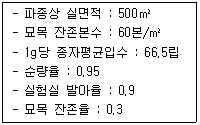 - 파종상 실면적 : 500㎡
- 묘목 잔존본수 : 60본/㎡
- 1g당 종자평균입수 : 66,5립
- 순량율 : 0,95
- 실험실 발아율 : 0,9
- 묘목 잔존율 : 0,3